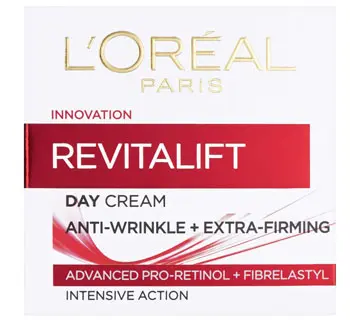 L'ORÉAL
PARIS
INNOVATION
REVITALIFT
DAY CREAM
ANTI-WRINKLE + EXTRA-FIRMING
ADVANCED PRO-RETINOL + FIBRELASTYL
INTENSIVE ACTION